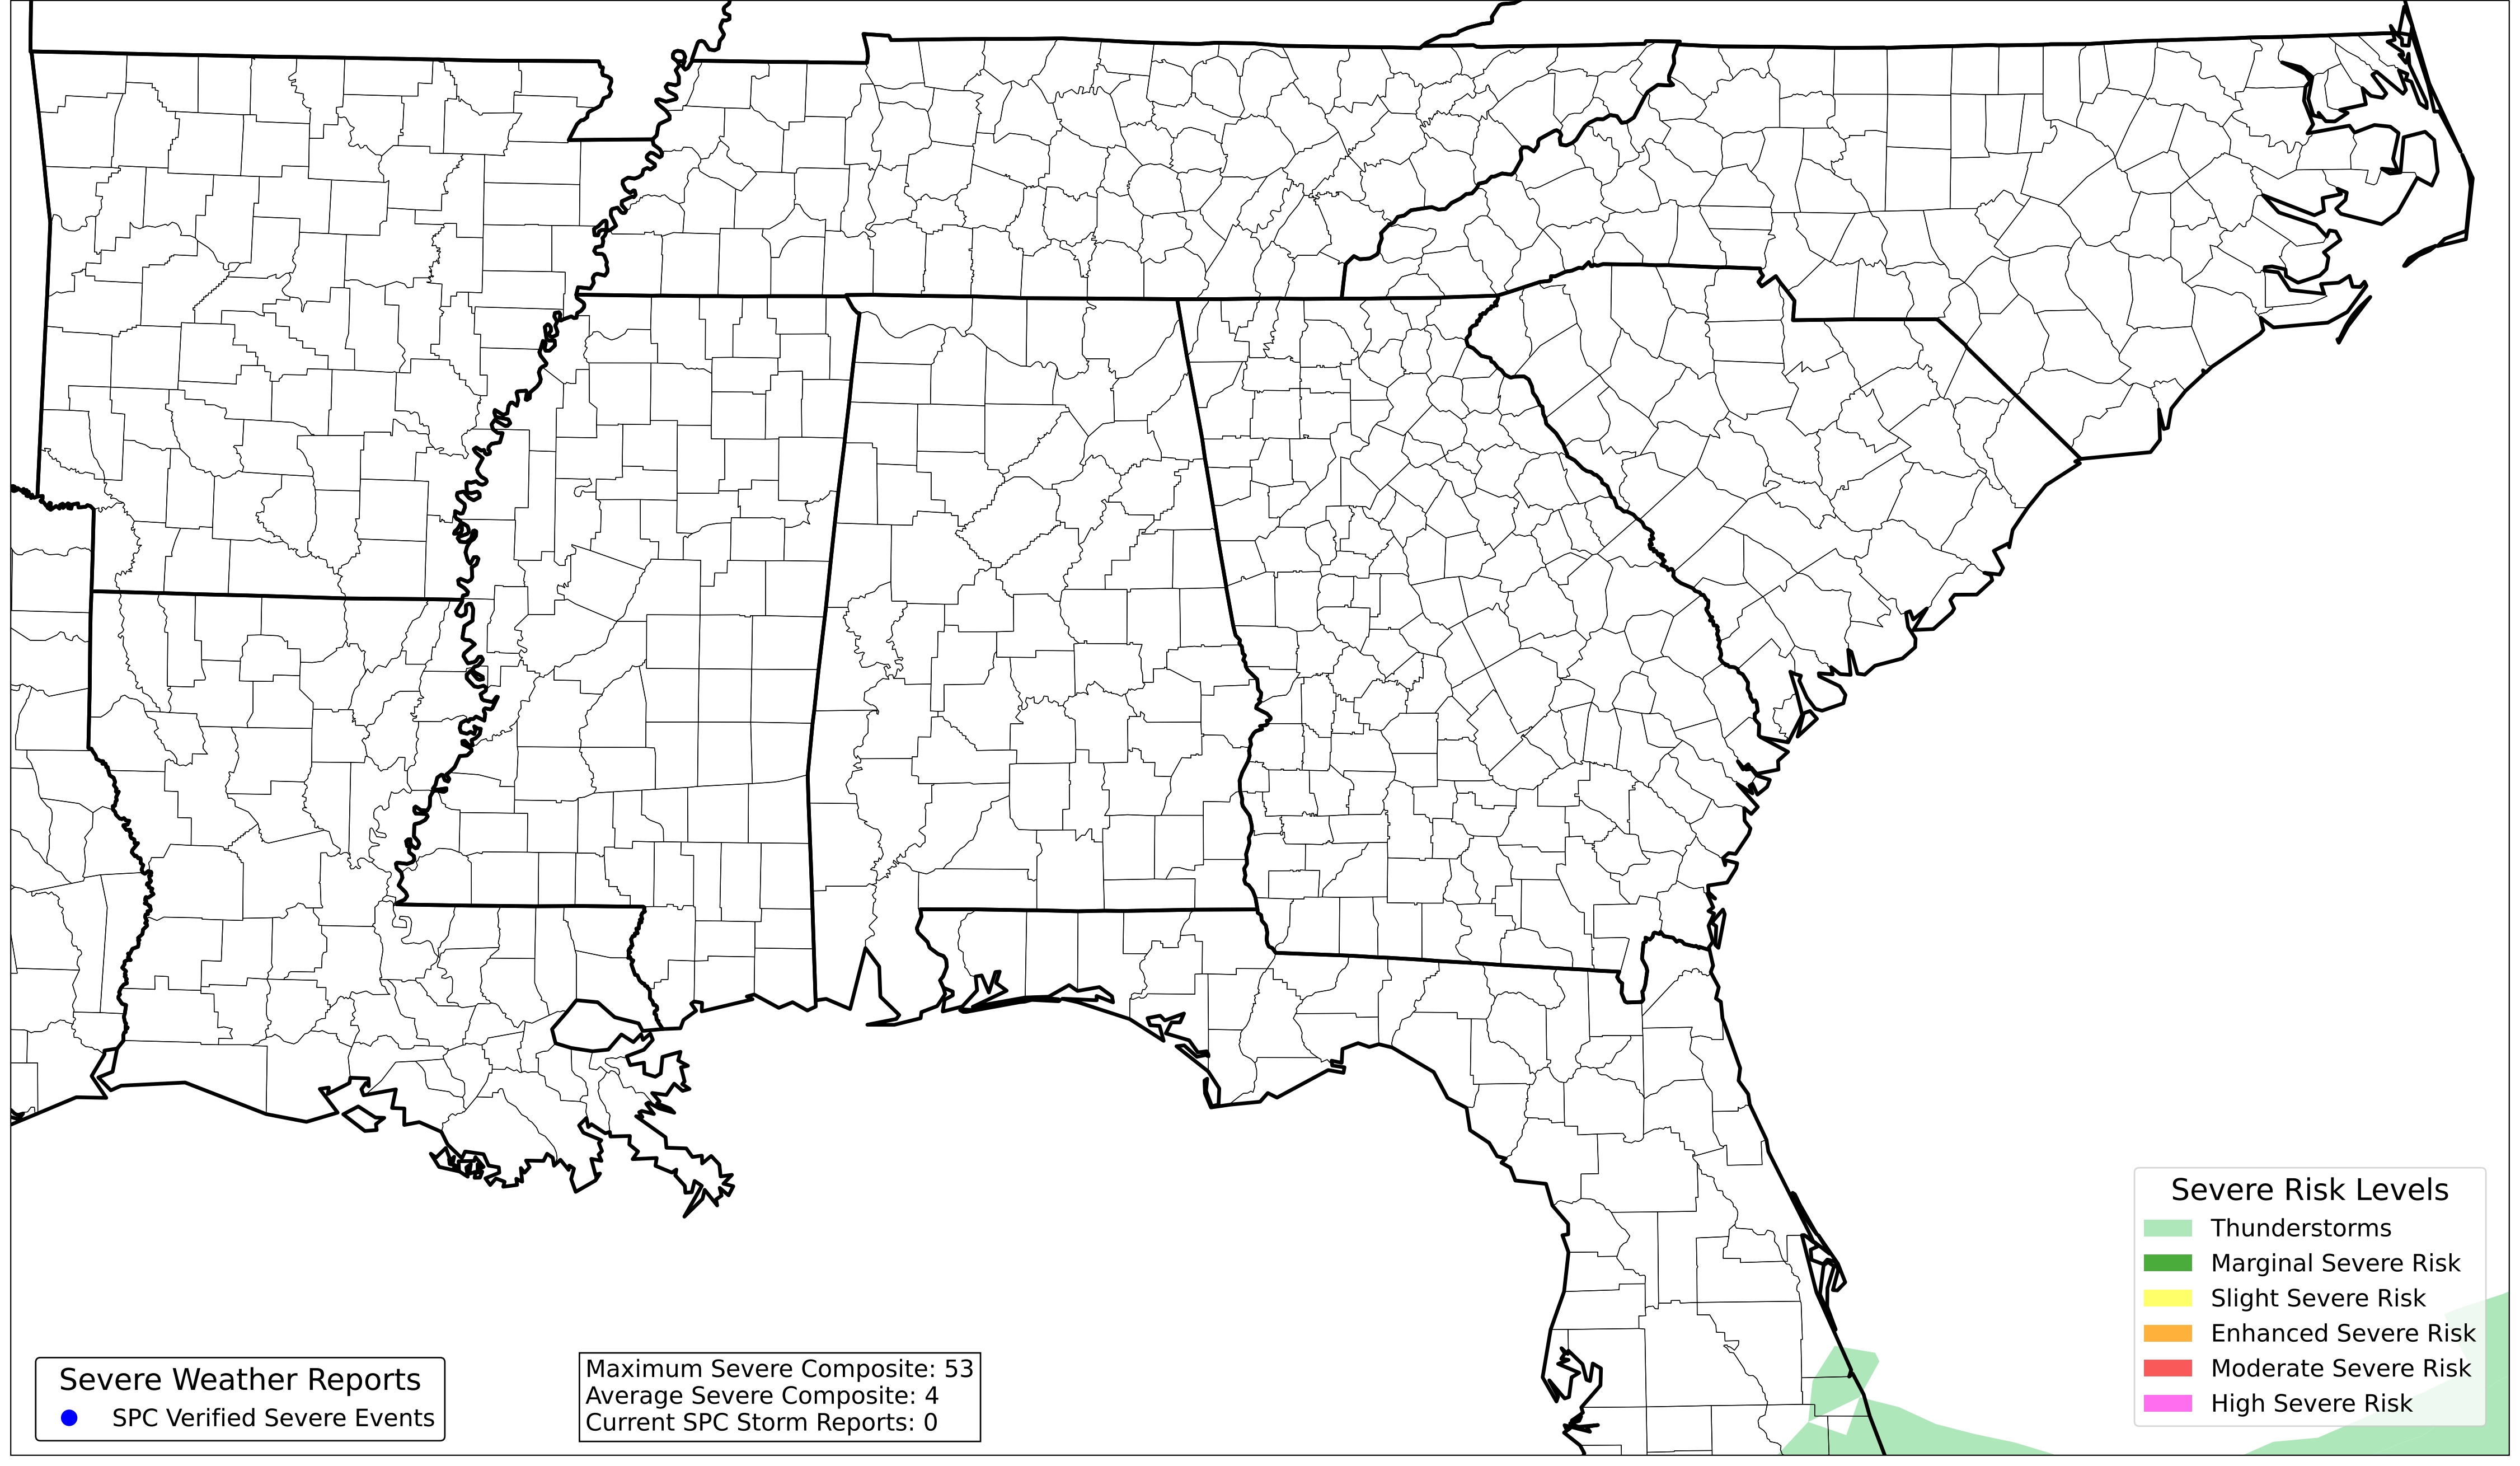 Severe Risk Levels
Thunderstorms
Marginal Severe Risk
Slight Severe Risk
Enhanced Severe Risk
Moderate Severe Risk
High Severe Risk
Severe Weather Reports
SPC Verified Severe Events
Maximum Severe Composite: 53
Average Severe Composite: 4
Current SPC Storm Reports: 0